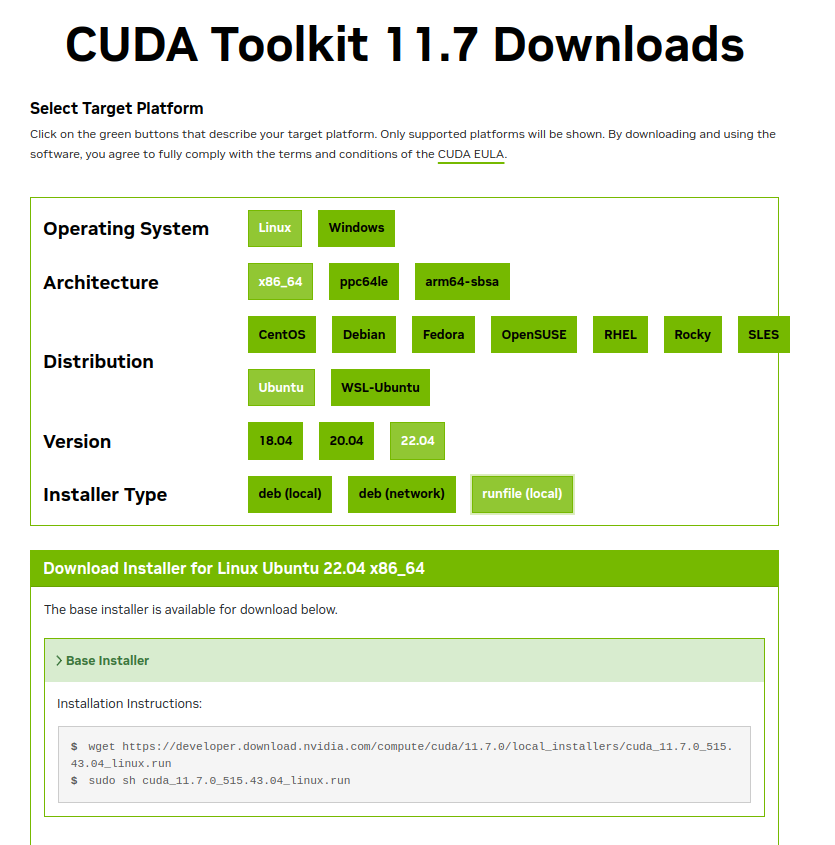 CUDA Toolkit 11.7 Downloads
Select Target Platform
Click on the green buttons that describe your target platform. Only supported platforms will be shown. By downloading and using the
software, you agree to fully comply with the terms and conditions of the CUDA EULA.
Operating System Linux Windows
Architecture x86_64 ppc64le arm64-sbsa
CentOS Debian Fedora OpenSUSE RHEL Rocky SLES
Distribution
Ubuntu WSL-Ubuntu
Version 18.04 20.04 22.04
Installer Type deb (local) deb (network) runfile (local)
Download Installer for Linux Ubuntu 22.04 x86_64
The base installer is available for download below.
Base Installer
Installation Instructions:
$ wget https://developer.download.nvidia.com/compute/cuda/11.7.0/local_installers/cuda_11.7.0_515.
43.04_linux.run
$ sudo sh cuda_11.7.0_515.43.04_linux.run